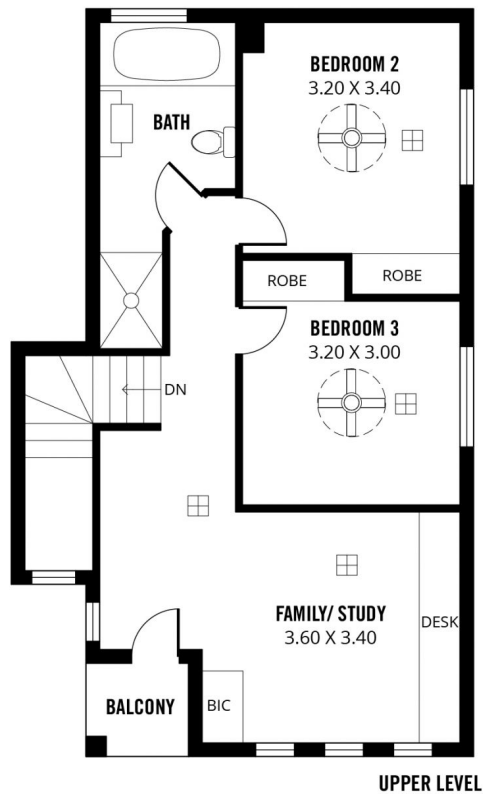 BEDROOM 2
3.20 X 3.40
BATH
ROBE
ROBE
BEDROOM 3
3.20 X 3.00
DN
FAMILY/ STUDY
3.60 X 3.40
DESK
BALCONY
BIC
UPPER LEVEL